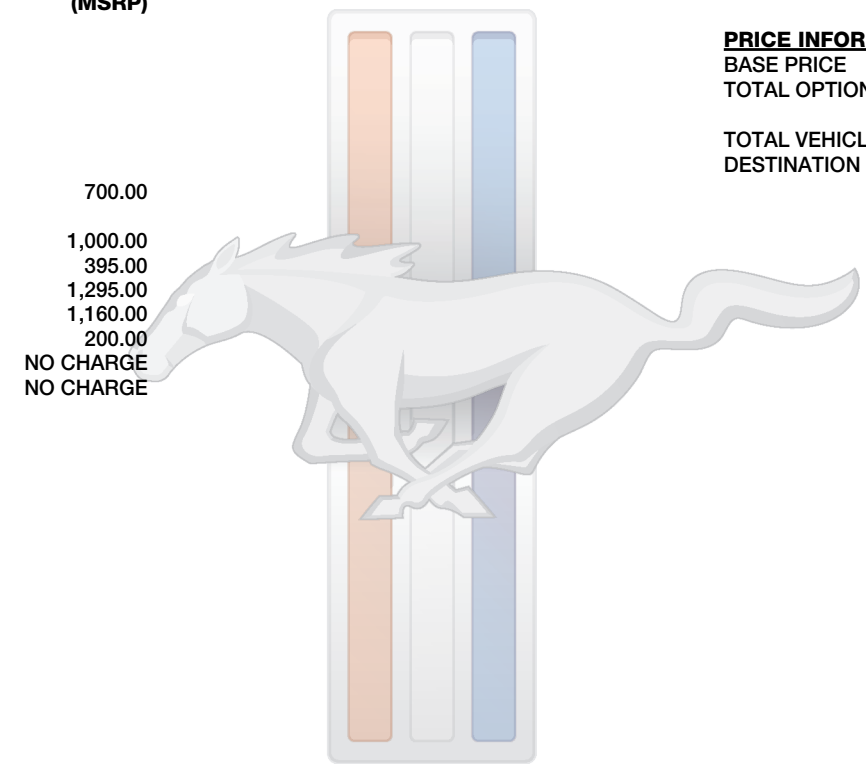 (MSRP)
700.00
1,000.00
395.00
1,295.00
1,160.00
200.00
NO CHARGE
NO CHARGE
PRICE INFOR
BASE PRICE
TOTAL OPTION
TOTAL VEHICL
DESTINATION